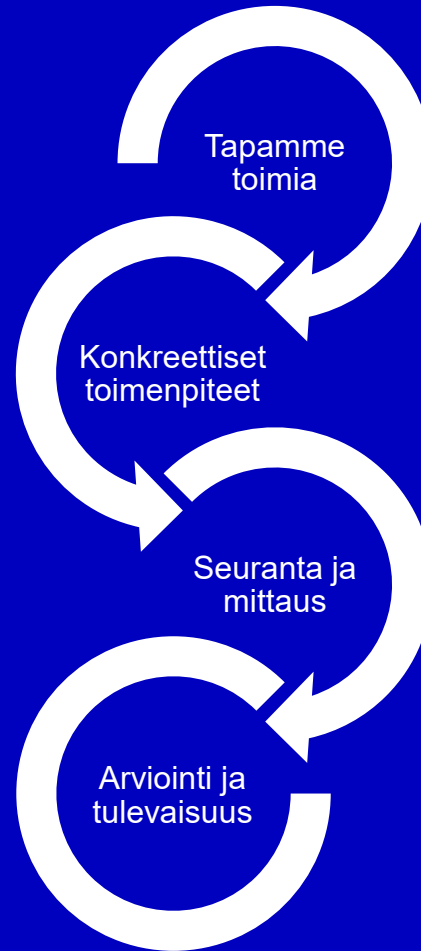 Tapamme
toimia
Konkreettiset
toimenpiteet
Seuranta ja
mittaus
Arviointi ja
tulevaisuus